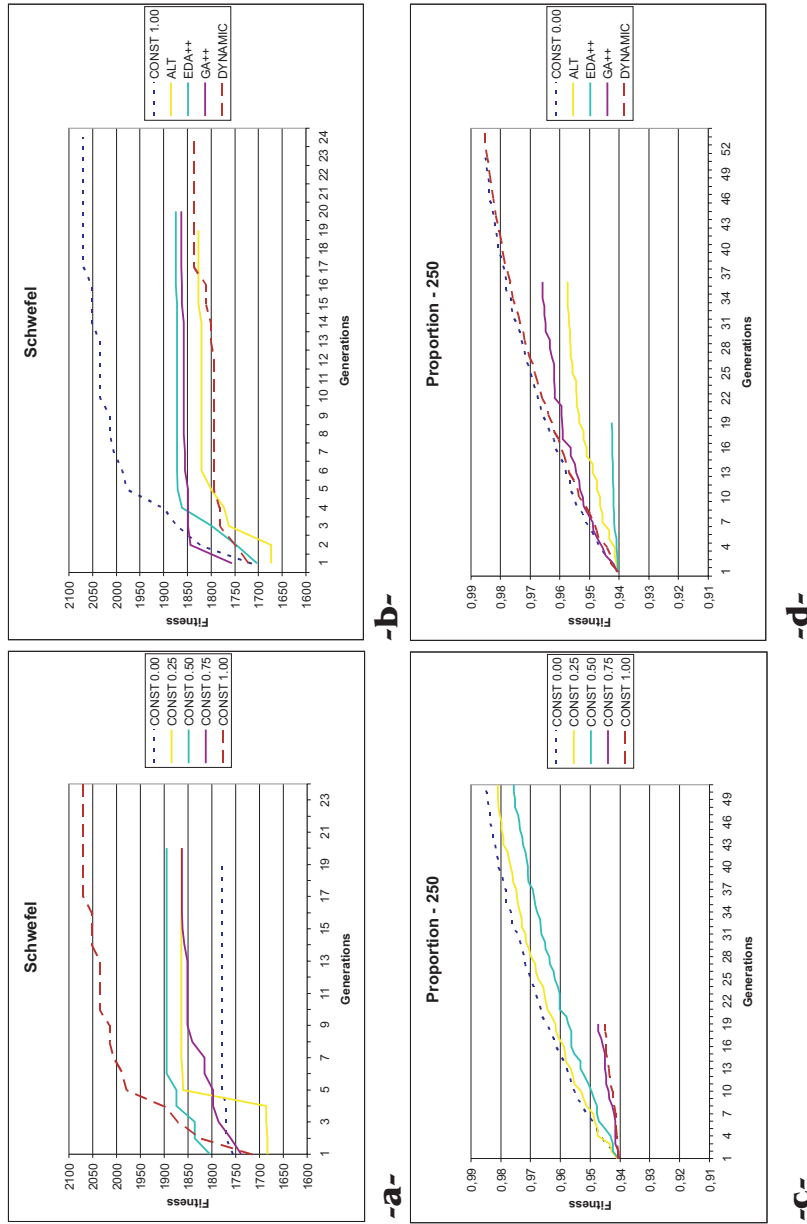 Schwefel
2100
2050
2000
1950
1900
1850
1800
1750
1700
1650
1600
Fitness
1 3 5 7 9 11 13 15 17 19 21 23
Generations
CONST 0.00
CONST 0.25
CONST 0.50
CONST 0.75
CONST 1.00
-a-
Schwefel
2100
2050
2000
1950
1900
1850
1800
1750
1700
1650
1600
Fitness
1 2 3 4 5 6 7 8 9 10 11 12 13 14 15 16 17 18 19 20 21 22 23 24
Generations
CONST 1.00
ALT
EDA++
GA++
DYNAMIC
-b-
Proportion - 250
0,99
0,98
0,97
0,96
0,95
0,94
0,93
0,92
0,91
Fitness
1 4 7 10 13 16 19 22 25 28 31 34 37 40 43 46 49
Generations
CONST 0.00
CONST 0.25
CONST 0.50
CONST 0.75
CONST 1.00
-c-
Proportion - 250
0,99
0,98
0,97
0,96
0,95
0,94
0,93
0,92
0,91
Fitness
1 4 7 10 13 16 19 22 25 28 31 34 37 40 43 46 49 52
Generations
CONST 0.00
ALT
EDA++
GA++
DYNAMIC
-d-